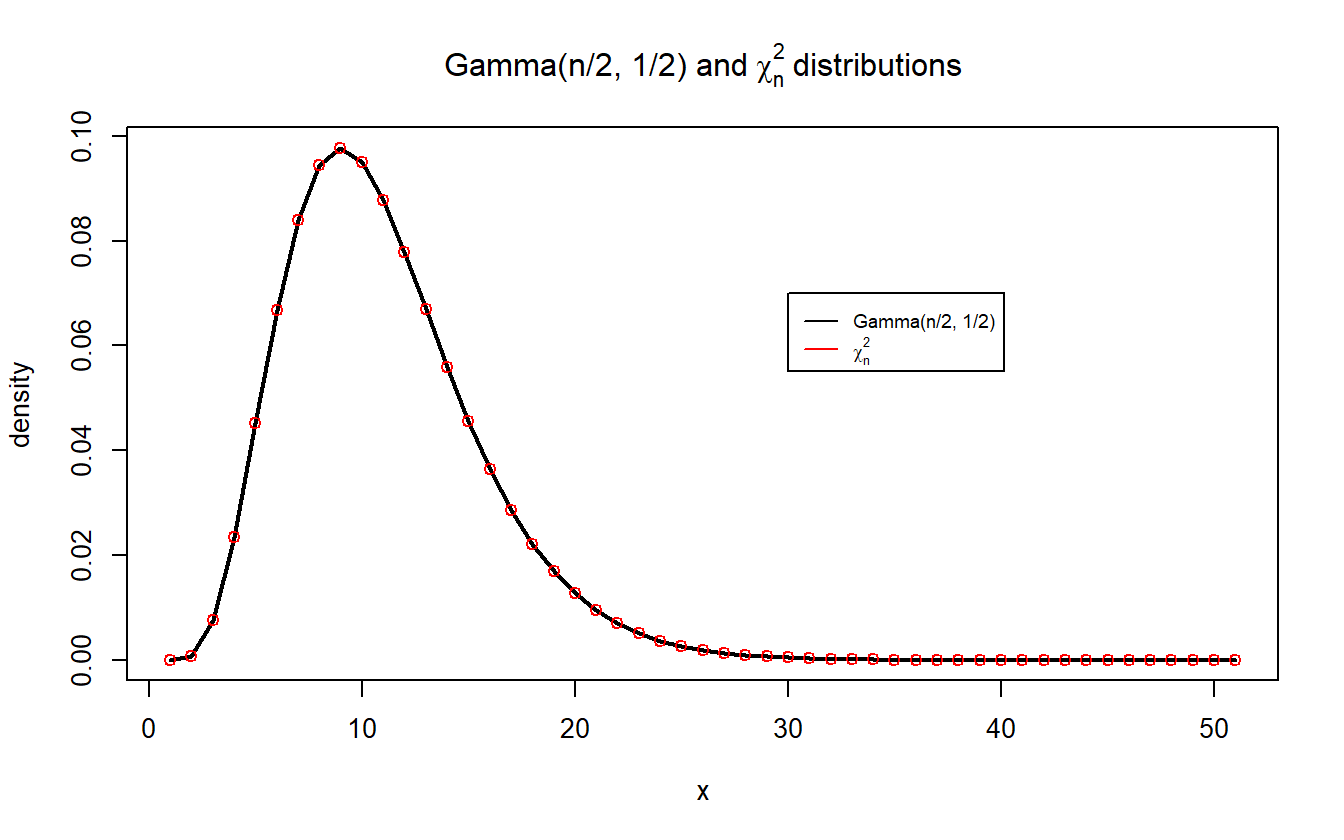 Gamma(n/2, 1/2) and χ²ₙ distributions
density
0.10
0.08
0.06
0.04
0.02
0.00
Gamma(n/2, 1/2)
χ²ₙ
0 10 20 30 40 50
x